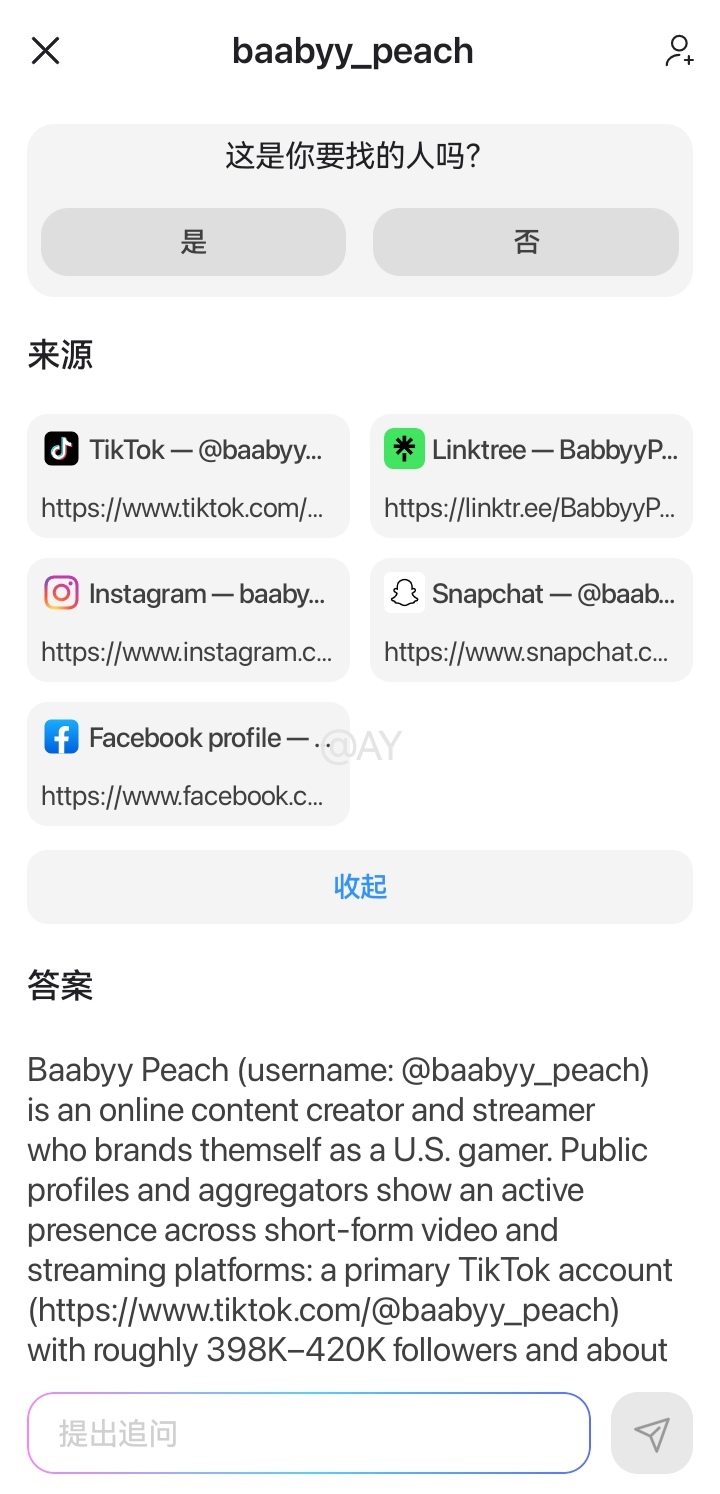 baabyy_peach
这是你要找的人吗?
是
否
来源
TikTok — @baabyy...
https://www.tiktok.com/...
Linktree — BabbyyP...
https://linktr.ee/BabbyyP...
Instagram — baaby...
https://www.instagram.c...
Snapchat — @baab...
https://www.snapchat.c...
Facebook profile — ...
https://www.facebook.c...
@AY
收起
答案
Baabyy Peach (username: @baabyy_peach)
is an online content creator and streamer
who brands themself as a U.S. gamer. Public
profiles and aggregators show an active
presence across short-form video and
streaming platforms: a primary TikTok account
(https://www.tiktok.com/@baabyy_peach)
with roughly 398K–420K followers and about
提出追问